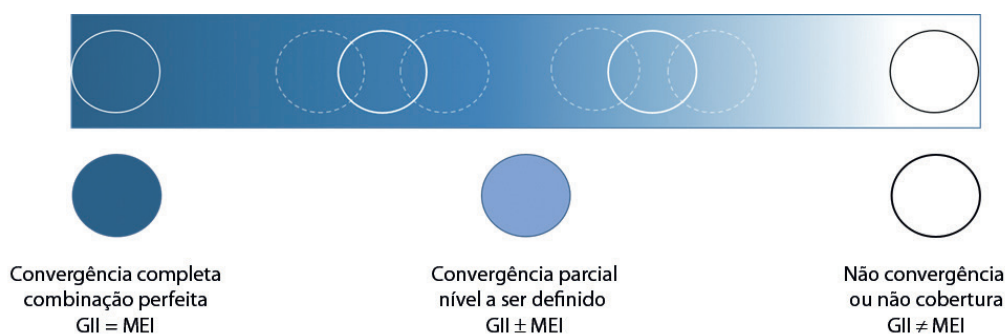 Convergência completa
combinação perfeita
GII = MEI
Convergência parcial
nível a ser definido
GII ± MEI
Não convergência
ou não cobertura
GII ≠ MEI